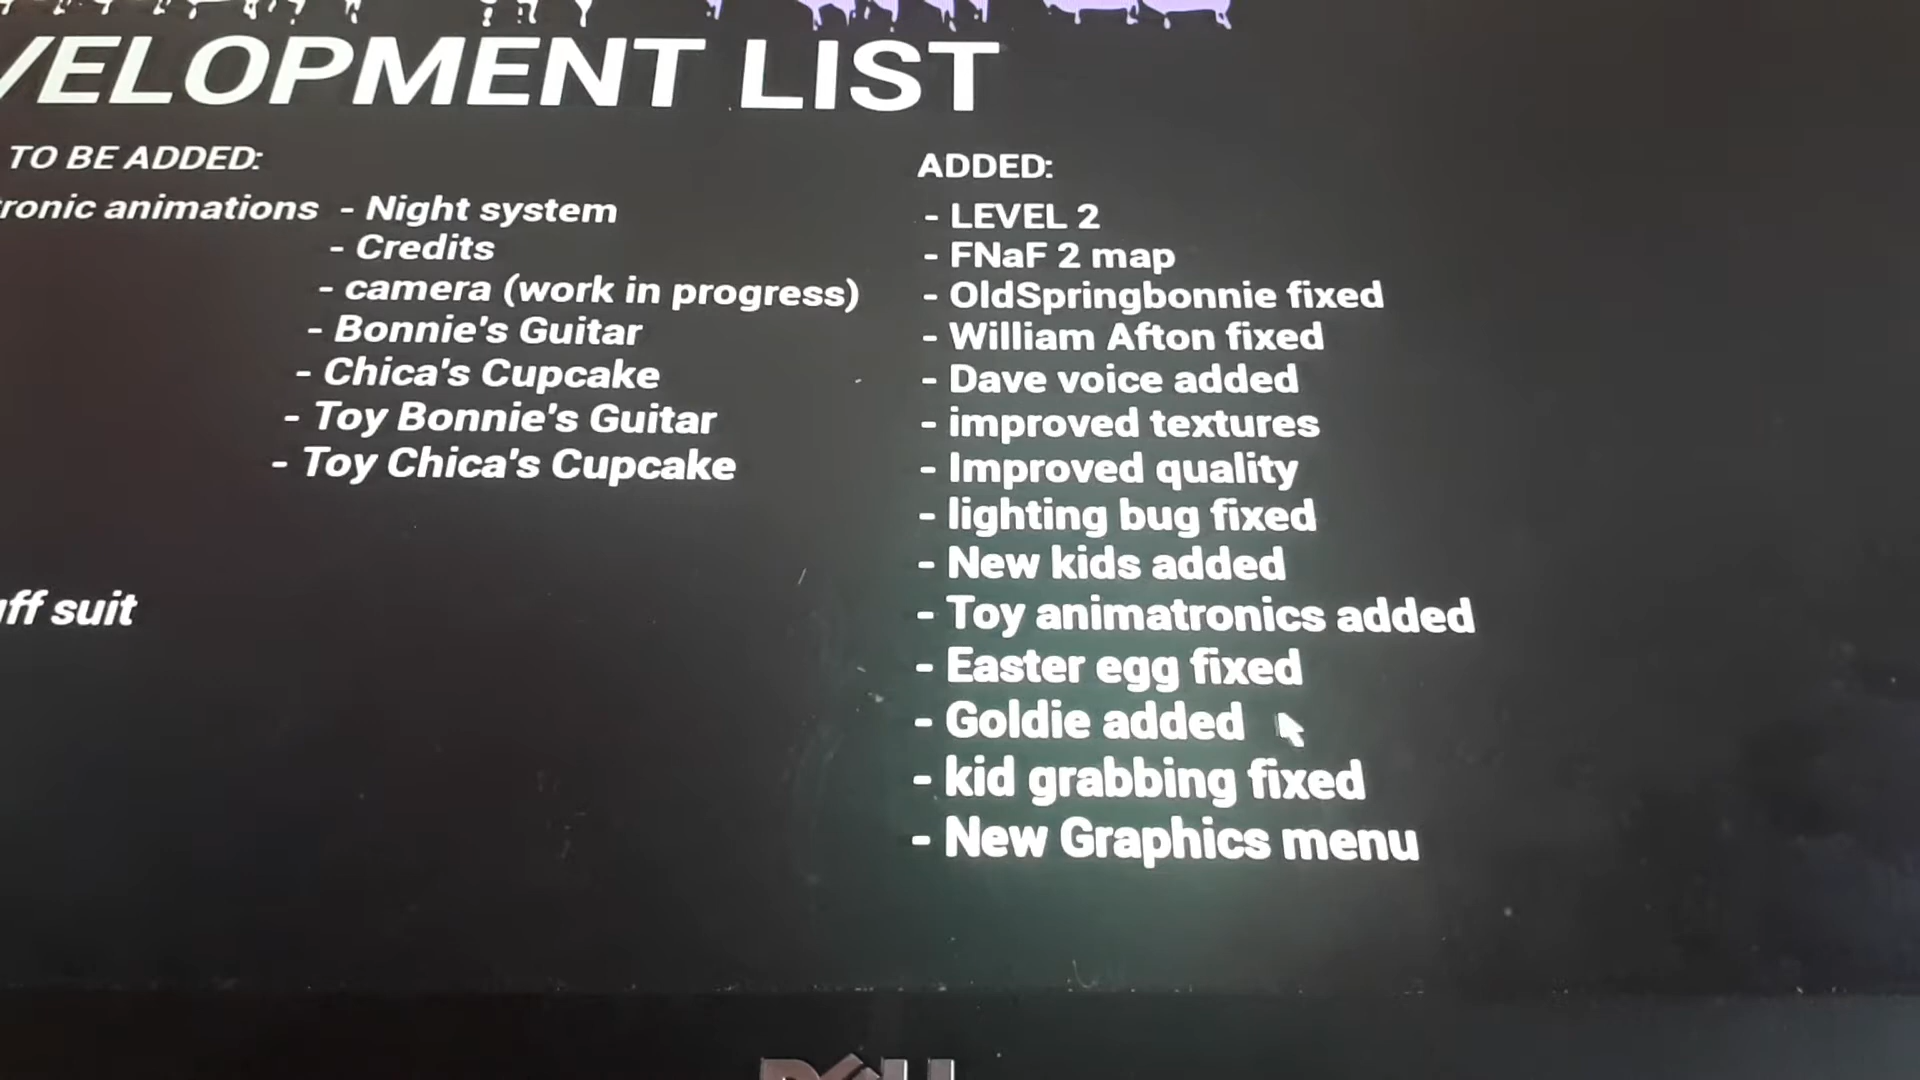 VELOPMENT LIST
TO BE ADDED:
ronic animations - Night system
- Credits
- camera (work in progress)
- Bonnie's Guitar
- Chica's Cupcake
- Toy Bonnie's Guitar
- Toy Chica's Cupcake
uff suit
ADDED:
- LEVEL 2
- FNaF 2 map
- OldSpringbonnie fixed
- William Afton fixed
- Dave voice added
- improved textures
- Improved quality
- lighting bug fixed
- New kids added
- Toy animatronics added
- Easter egg fixed
- Goldie added
- kid grabbing fixed
- New Graphics menu
DELL